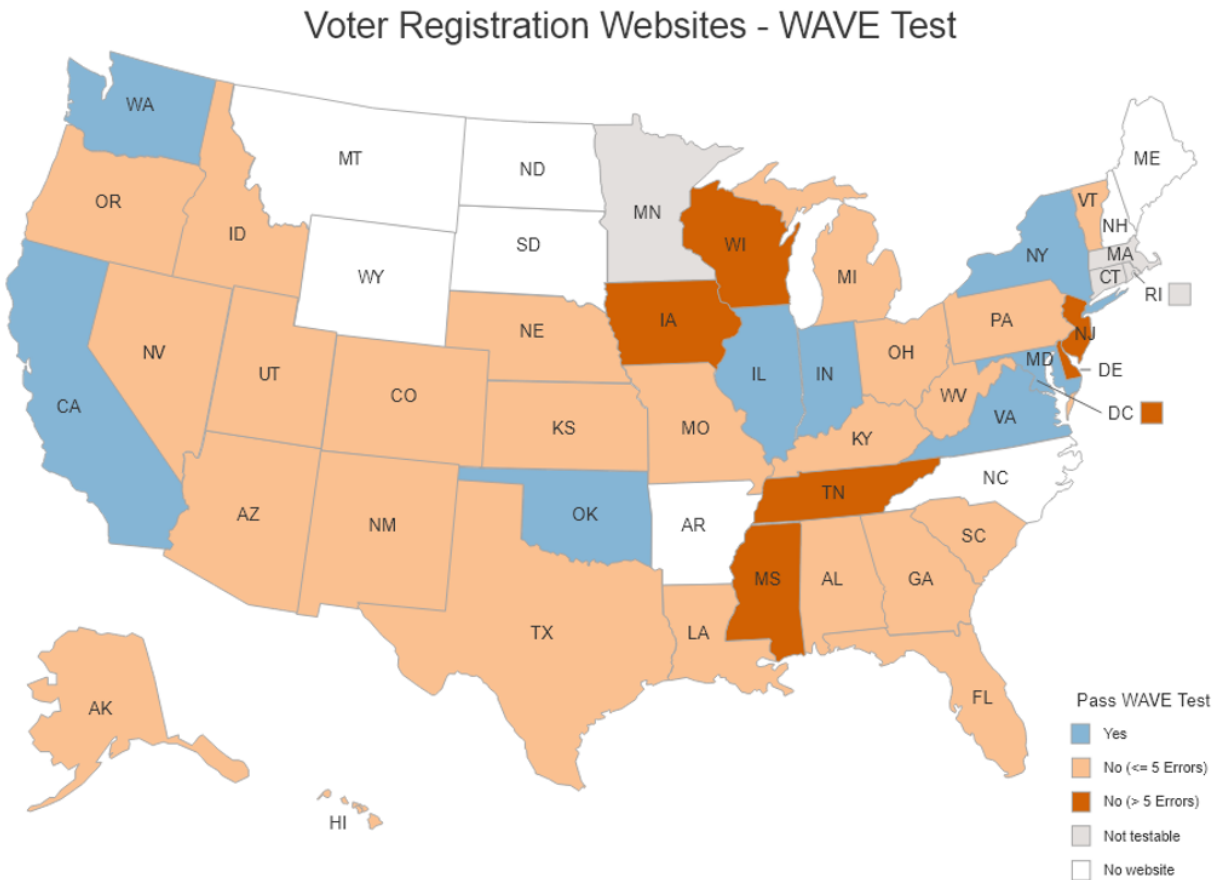 Voter Registration Websites - WAVE Test
WA
MT
ND
MN
ME
OR
ID
WY
SD
WI
MI
NY
VT
NH
MA
CT
RI
NV
UT
CO
NE
IA
IL
IN
OH
PA
NJ
MD
DE
DC
CA
KS
MO
KY
WV
VA
AZ
NM
OK
AR
TN
NC
SC
TX
LA
MS
AL
GA
FL
AK
HI
Pass WAVE Test
Yes
No (<= 5 Errors)
No (> 5 Errors)
Not testable
No website